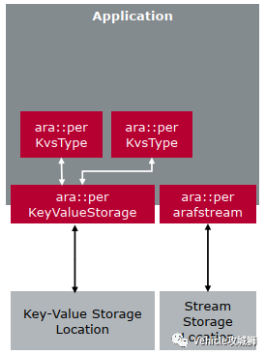 Application
ara::per
KvsType
ara::per
KvsType
ara::per
KeyValueStorage
ara::per
arafstream
Key-Value Storage
Location
Stream
Storage
Location
Vehicle攻城狮